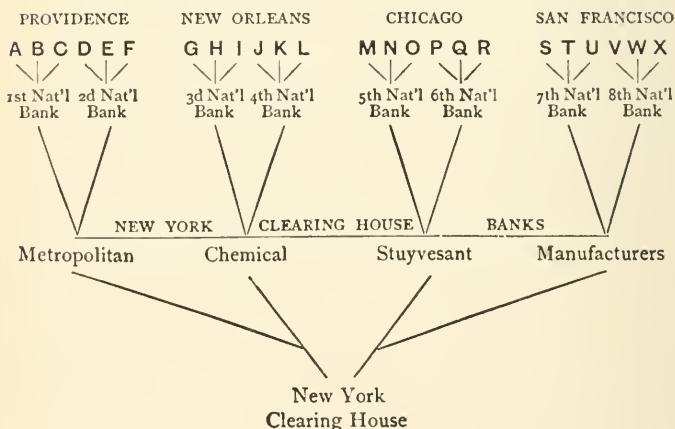 PROVIDENCE NEW ORLEANS CHICAGO SAN FRANCISCO
A B C D E F G H I J K L M N O P Q R S T U V W X
1st Nat'l 2d Nat'l 3d Nat'l 4th Nat'l 5th Nat'l 6th Nat'l 7th Nat'l 8th Nat'l
Bank Bank Bank Bank Bank Bank Bank Bank
NEW YORK CLEARING HOUSE BANKS
Metropolitan Chemical Stuyvesant Manufacturers
New York
Clearing House